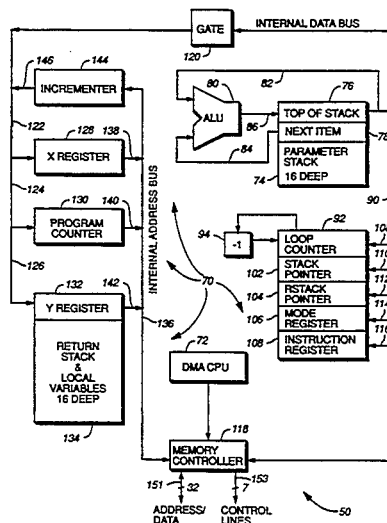 INTERNAL DATA BUS
GATE
120
146
144
INCREMENTER
82
80
76
ALU
86
TOP OF STACK
NEXT ITEM
84
78
PARAMETER
STACK
16 DEEP
74
122
128
138
X REGISTER
124
130
140
PROGRAM
COUNTER
126
INTERNAL ADDRESS BUS
90
92
94
-1
LOOP
COUNTER
102
STACK
POINTER
104
RSTACK
POINTER
106
MODE
REGISTER
108
INSTRUCTION
REGISTER
110
112
114
116
132
142
Y REGISTER
136
RETURN
STACK
&
LOCAL
VARIABLES
16 DEEP
134
70
72
DMA CPU
118
MEMORY
CONTROLLER
151
32
153
7
ADDRESS/
DATA
CONTROL
LINES
50